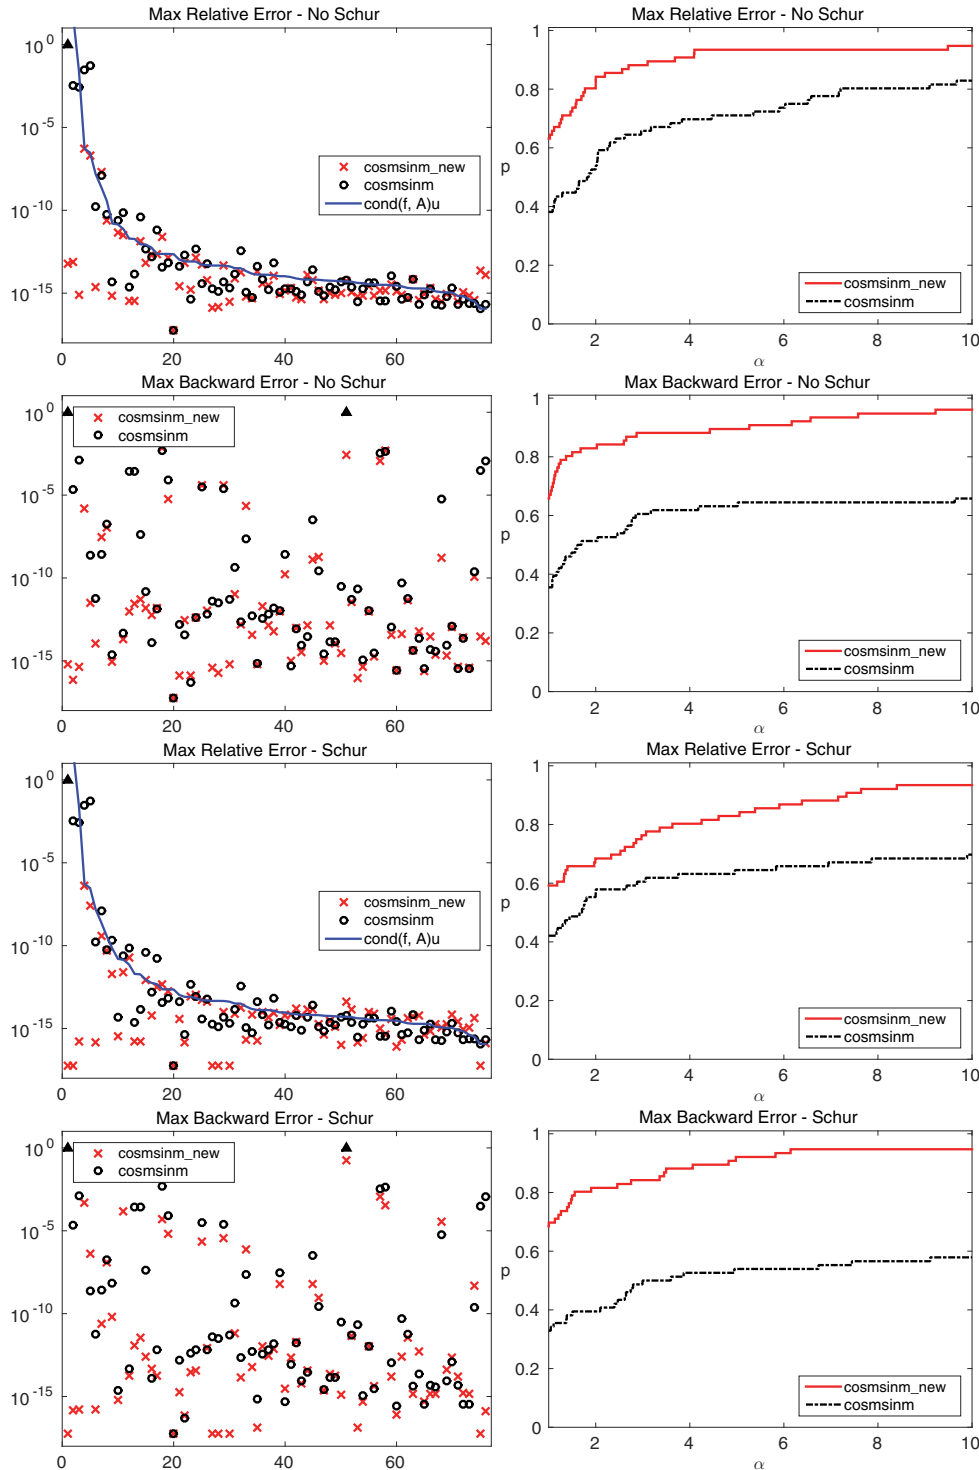 Max Relative Error - No Schur
10^0
10^-5
10^-10
10^-15
cosmsinm_new
cosmsinm
cond(f, A)u
0 20 40 60
Max Relative Error - No Schur
1
0.8
p
0.6
0.4
0.2
0
cosmsinm_new
cosmsinm
2 4 6 8 10
α
Max Backward Error - No Schur
10^0
10^-5
10^-10
10^-15
cosmsinm_new
cosmsinm
0 20 40 60
Max Backward Error - No Schur
1
0.8
0.6
p
0.4
0.2
0
cosmsinm_new
cosmsinm
2 4 6 8 10
α
Max Relative Error - Schur
10^0
10^-5
10^-10
10^-15
cosmsinm_new
cosmsinm
cond(f, A)u
0 20 40 60
Max Relative Error - Schur
1
0.8
0.6
p
0.4
0.2
0
cosmsinm_new
cosmsinm
2 4 6 8 10
α
Max Backward Error - Schur
10^0
10^-5
10^-10
10^-15
cosmsinm_new
cosmsinm
0 20 40 60
Max Backward Error - Schur
1
0.8
0.6
p
0.4
0.2
0
cosmsinm_new
cosmsinm
2 4 6 8 10
α